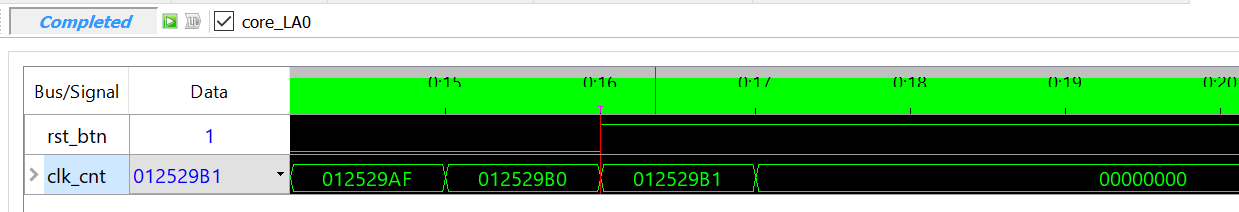 Completed core_LA0
Bus/Signal Data 0:15 0:16 0:17 0:18 0:19 0:20
rst_btn 1
clk_cnt 012529B1 012529AF 012529B0 012529B1 00000000